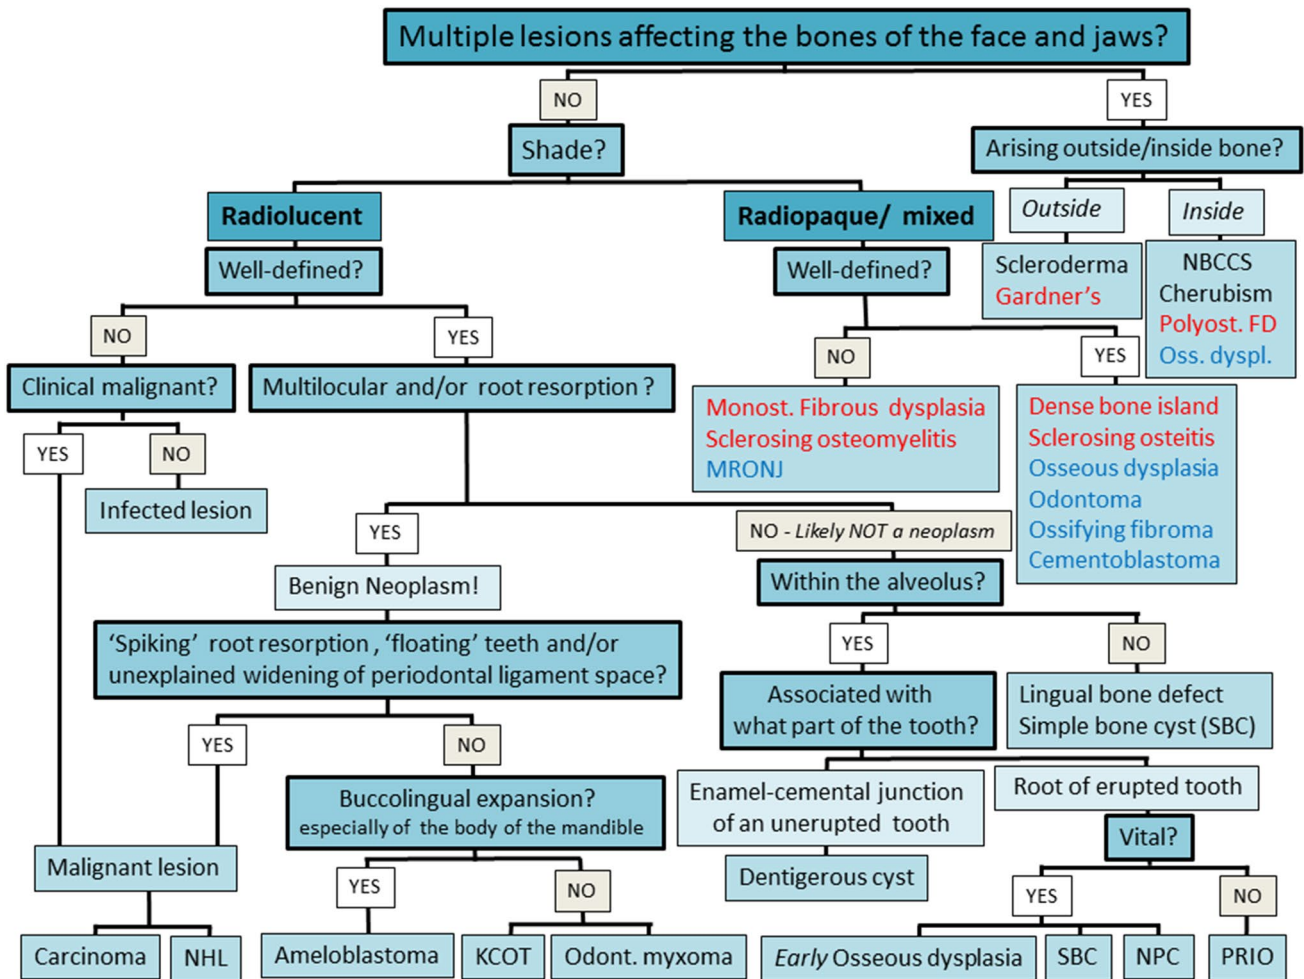 Multiple lesions affecting the bones of the face and jaws?
NO
YES
Shade?
Arising outside/inside bone?
Radiolucent
Radiopaque/ mixed
Outside
Inside
Well-defined?
Well-defined?
Scleroderma
Gardner's
NBCCS
Cherubism
Polyost. FD
Oss. dyspl.
NO
YES
NO
YES
Clinical malignant?
Multilocular and/or root resorption ?
Monost. Fibrous dysplasia
Sclerosing osteomyelitis
MRONJ
Dense bone island
Sclerosing osteitis
Osseous dysplasia
Odontoma
Ossifying fibroma
Cementoblastoma
YES
NO
Infected lesion
YES
NO - Likely NOT a neoplasm
Benign Neoplasm!
Within the alveolus?
'Spiking' root resorption , 'floating' teeth and/or
unexplained widening of periodontal ligament space?
YES
NO
Associated with
what part of the tooth?
Lingual bone defect
Simple bone cyst (SBC)
YES
NO
Buccolingual expansion?
especially of the body of the mandible
Enamel-cemental junction
of an unerupted tooth
Root of erupted tooth
Vital?
Malignant lesion
YES
NO
Dentigerous cyst
YES
NO
Carcinoma
NHL
Ameloblastoma
KCOT
Odont. myxoma
Early Osseous dysplasia
SBC
NPC
PRIO